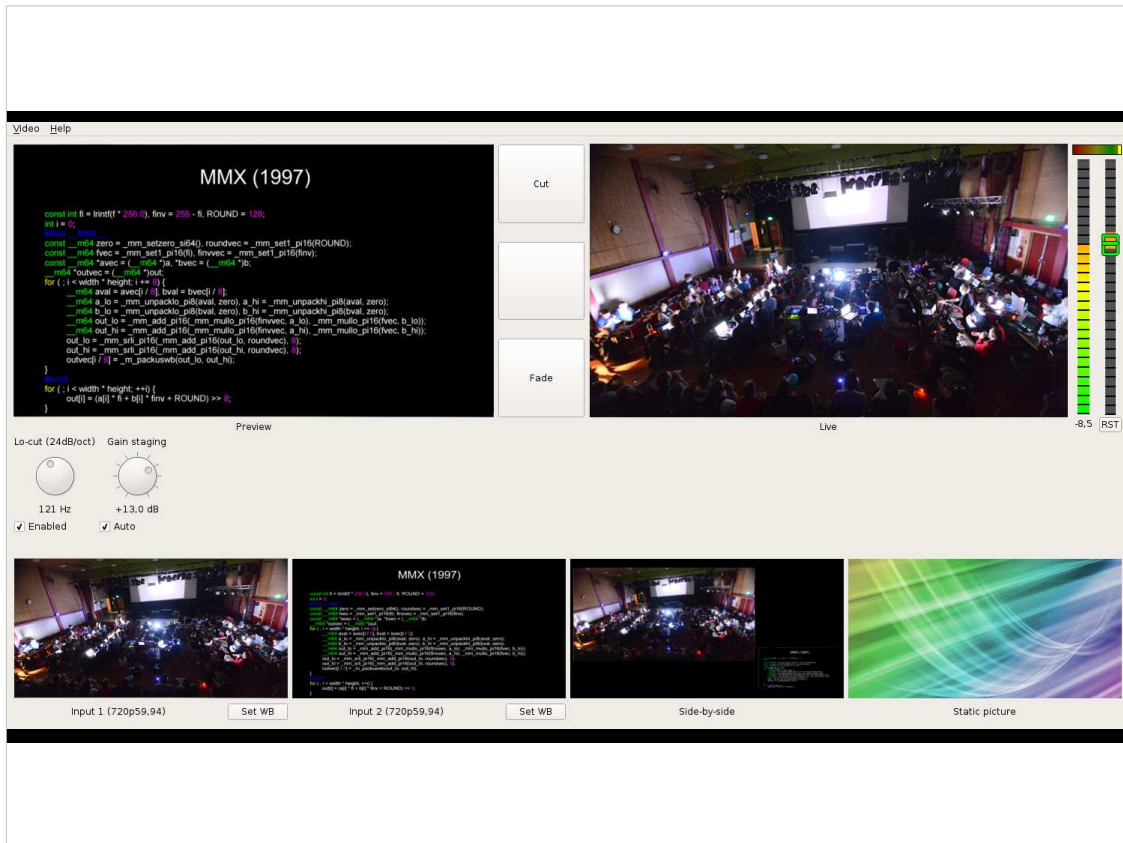 Video Help
MMX (1997)
const int fi = lrintf(f * 256.0), finv = 256 - fi, ROUND = 128;
int i = 0;
const __m64 zero = _mm_setzero_si64(), roundvec = _mm_set1_pi16(ROUND);
const __m64 fvec = _mm_set1_pi16(fi), finvvec = _mm_set1_pi16(finv);
const __m64 *avec = (__m64 *)a, *bvec = (__m64 *)b;
__m64 *outvec = (__m64 *)out;
for ( ; i < width * height; i += 8) {
__m64 aval = avec[i / 8], bval = bvec[i / 8];
__m64 a_lo = _mm_unpacklo_pi8(aval, zero), a_hi = _mm_unpackhi_pi8(aval, zero);
__m64 b_lo = _mm_unpacklo_pi8(bval, zero), b_hi = _mm_unpackhi_pi8(bval, zero);
__m64 out_lo = _mm_add_pi16(_mm_mullo_pi16(finvvec, a_lo), _mm_mullo_pi16(fvec, b_lo));
__m64 out_hi = _mm_add_pi16(_mm_mullo_pi16(finvvec, a_hi), _mm_mullo_pi16(fvec, b_hi));
out_lo = _mm_srli_pi16(_mm_add_pi16(out_lo, roundvec), 8);
out_hi = _mm_srli_pi16(_mm_add_pi16(out_hi, roundvec), 8);
outvec[i / 8] = _m_packuswb(out_lo, out_hi);
}
for ( ; i < width * height; ++i) {
out[i] = (a[i] * fi + b[i] * finv + ROUND) >> 8;
}
Cut
Fade
Preview
Live
-8,5 RST
Lo-cut (24dB/oct) Gain staging
121 Hz +13,0 dB
Enabled Auto
MMX (1997)
Input 1 (720p59,94) Set WB Input 2 (720p59,94) Set WB Side-by-side Static picture